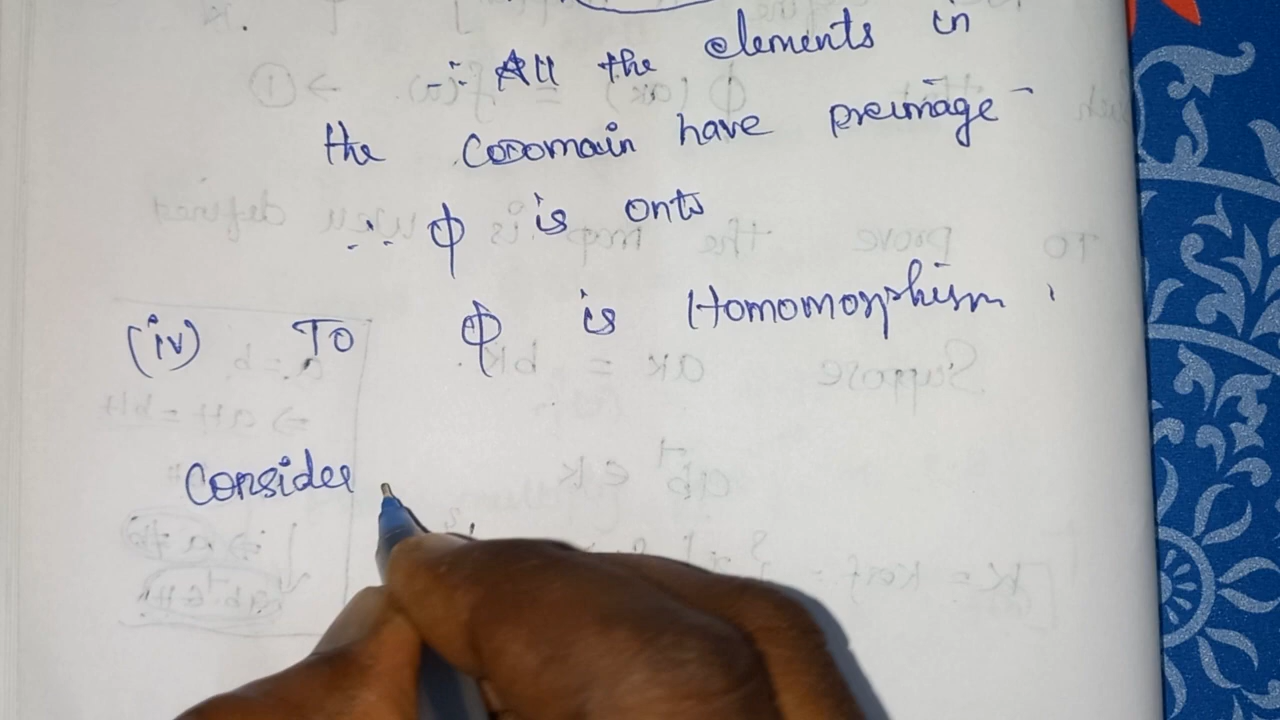 ∴ All the elements in
the codomain have preimage
∴ ϕ is onto
(iv) To ϕ is Homomorphism.
Consider